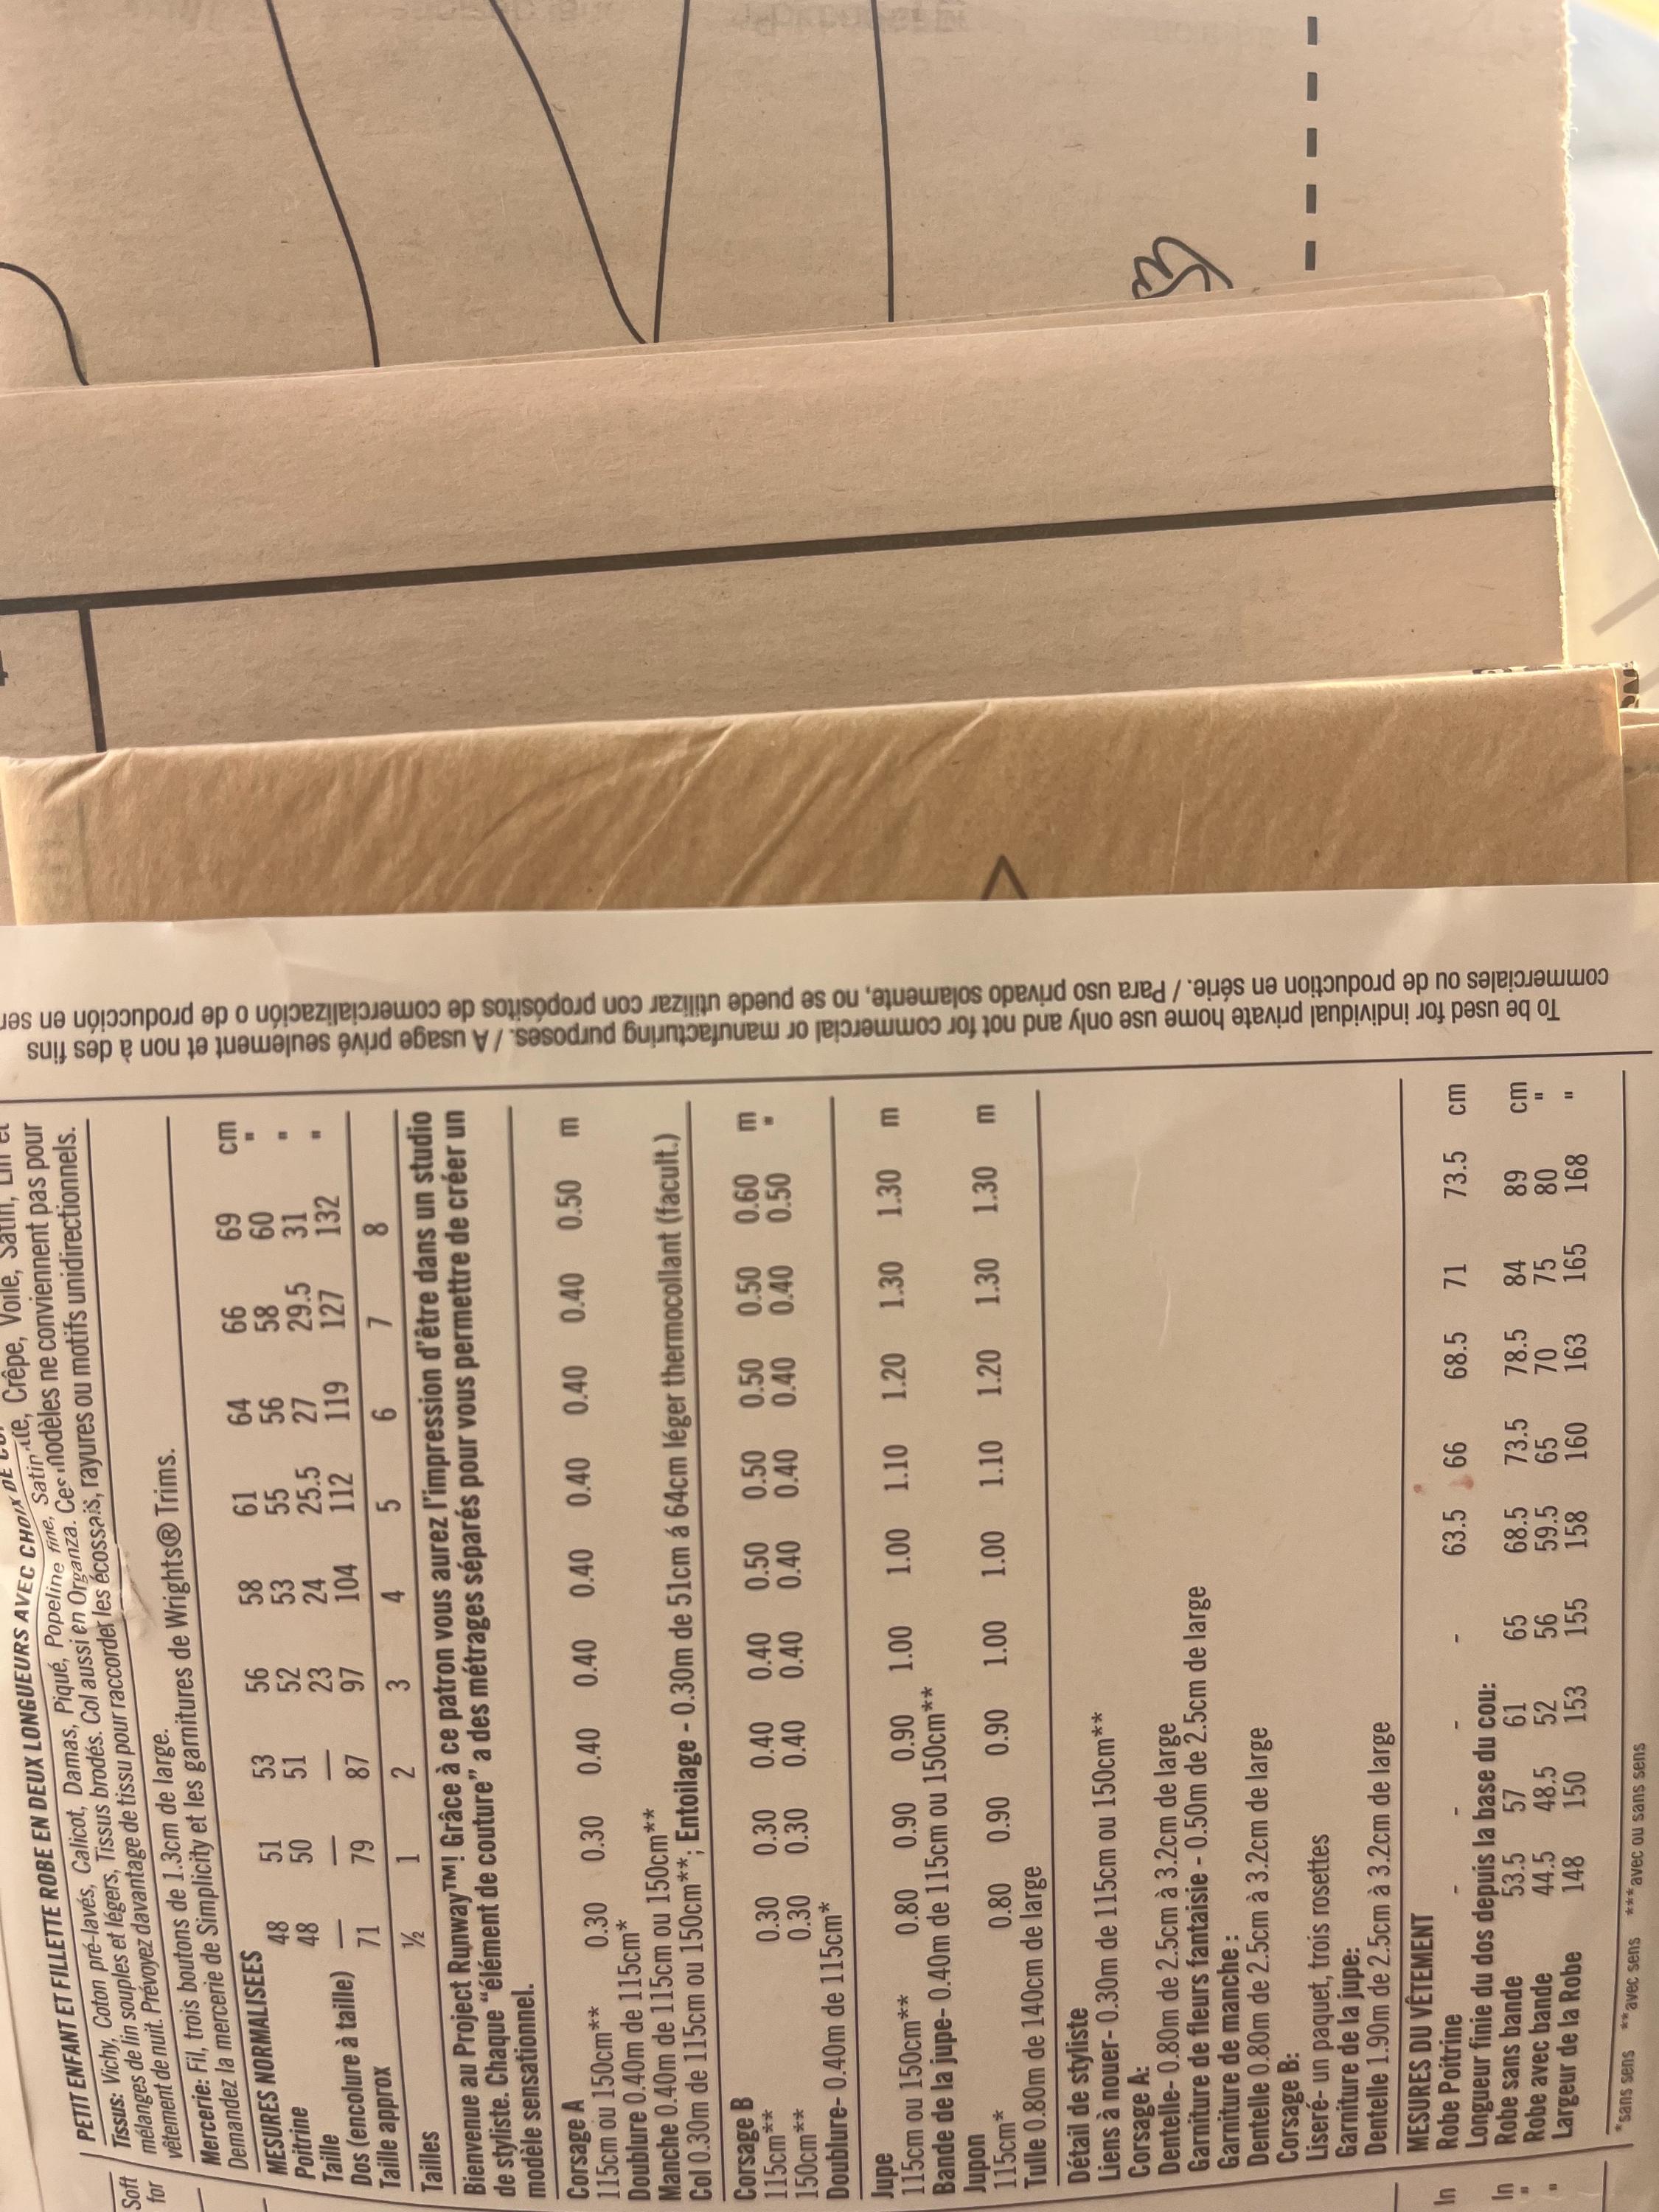 PETIT ENFANT ET FILLETTE ROBE EN DEUX LONGUEURS AVEC CHOIX DE
Tissus: Vichy, Coton pré-lavés, Calicot, Damas, Piqué, Popeline fine, Crêpe, Voile, Satin, Lin et
mélanges de lin souples et légers, Tissus brodés. Col aussi en Organza. Ces modèles ne conviennent pas pour
vêtement de nuit. Prévoyez davantage de tissu pour raccorder les écossais, rayures ou motifs unidirectionnels.
Mercerie: Fil, trois boutons de 1.3cm de large.
Demandez la mercerie de Simplicity et les garnitures de Wrights® Trims.
MESURES NORMALISEES
Poitrine 48 51 53 56 58 61 64 66 69 cm
Taille 48 50 51 52 53 55 56 58 60 "
Dos (encolure à taille) — — — 23 24 25.5 27 29.5 31 "
Taille approx 71 79 87 97 104 112 119 127 132 "
Tailles ½ 1 2 3 4 5 6 7 8
Bienvenue au Project Runway™! Grâce à ce patron vous aurez l'impression d'être dans un studio
de styliste. Chaque "élément de couture" a des métrages séparés pour vous permettre de créer un
modèle sensationnel.
Corsage A
115cm ou 150cm** 0.30 0.30 0.40 0.40 0.40 0.40 0.40 0.40 0.50 m
Doublure 0.40m de 115cm*
Manche 0.40m de 115cm ou 150cm**
Col 0.30m de 115cm ou 150cm**; Entoilage - 0.30m de 51cm á 64cm léger thermocollant (facult.)
Corsage B
115cm** 0.30 0.30 0.40 0.40 0.50 0.50 0.50 0.50 0.60 m
150cm** 0.30 0.30 0.40 0.40 0.40 0.40 0.40 0.40 0.50 "
Doublure- 0.40m de 115cm*
Jupe
115cm ou 150cm** 0.80 0.90 0.90 1.00 1.00 1.10 1.20 1.30 1.30 m
Bande de la jupe- 0.40m de 115cm ou 150cm**
Jupon
115cm* 0.80 0.90 0.90 1.00 1.00 1.10 1.20 1.30 1.30 m
Tulle 0.80m de 140cm de large
Détail de styliste
Liens à nouer- 0.30m de 115cm ou 150cm**
Corsage A:
Dentelle- 0.80m de 2.5cm à 3.2cm de large
Garniture de fleurs fantaisie - 0.50m de 2.5cm de large
Garniture de manche :
Dentelle 0.80m de 2.5cm à 3.2cm de large
Corsage B:
Liseré- un paquet, trois rosettes
Garniture de la jupe:
Dentelle 1.90m de 2.5cm à 3.2cm de large
MESURES DU VÊTEMENT
Robe Poitrine - - - - 63.5 66 68.5 71 73.5 cm
Longueur finie du dos depuis la base du cou:
Robe sans bande 53.5 57 61 65 68.5 73.5 78.5 84 89 cm
Robe avec bande 44.5 48.5 52 56 59.5 65 70 75 80 "
Largeur de la Robe 148 150 153 155 158 160 163 165 168 "
*sans sens **avec sens ***avec ou sans sens
Soft
for
In
In
"
"
To be used for individual private home use only and not for commercial or manufacturing purposes. / A usage privé seulement et non à des fins
commerciales ou de production en série. / Para uso privado solamente, no se puede utilizar con propósitos de comercialización o de producción en ser